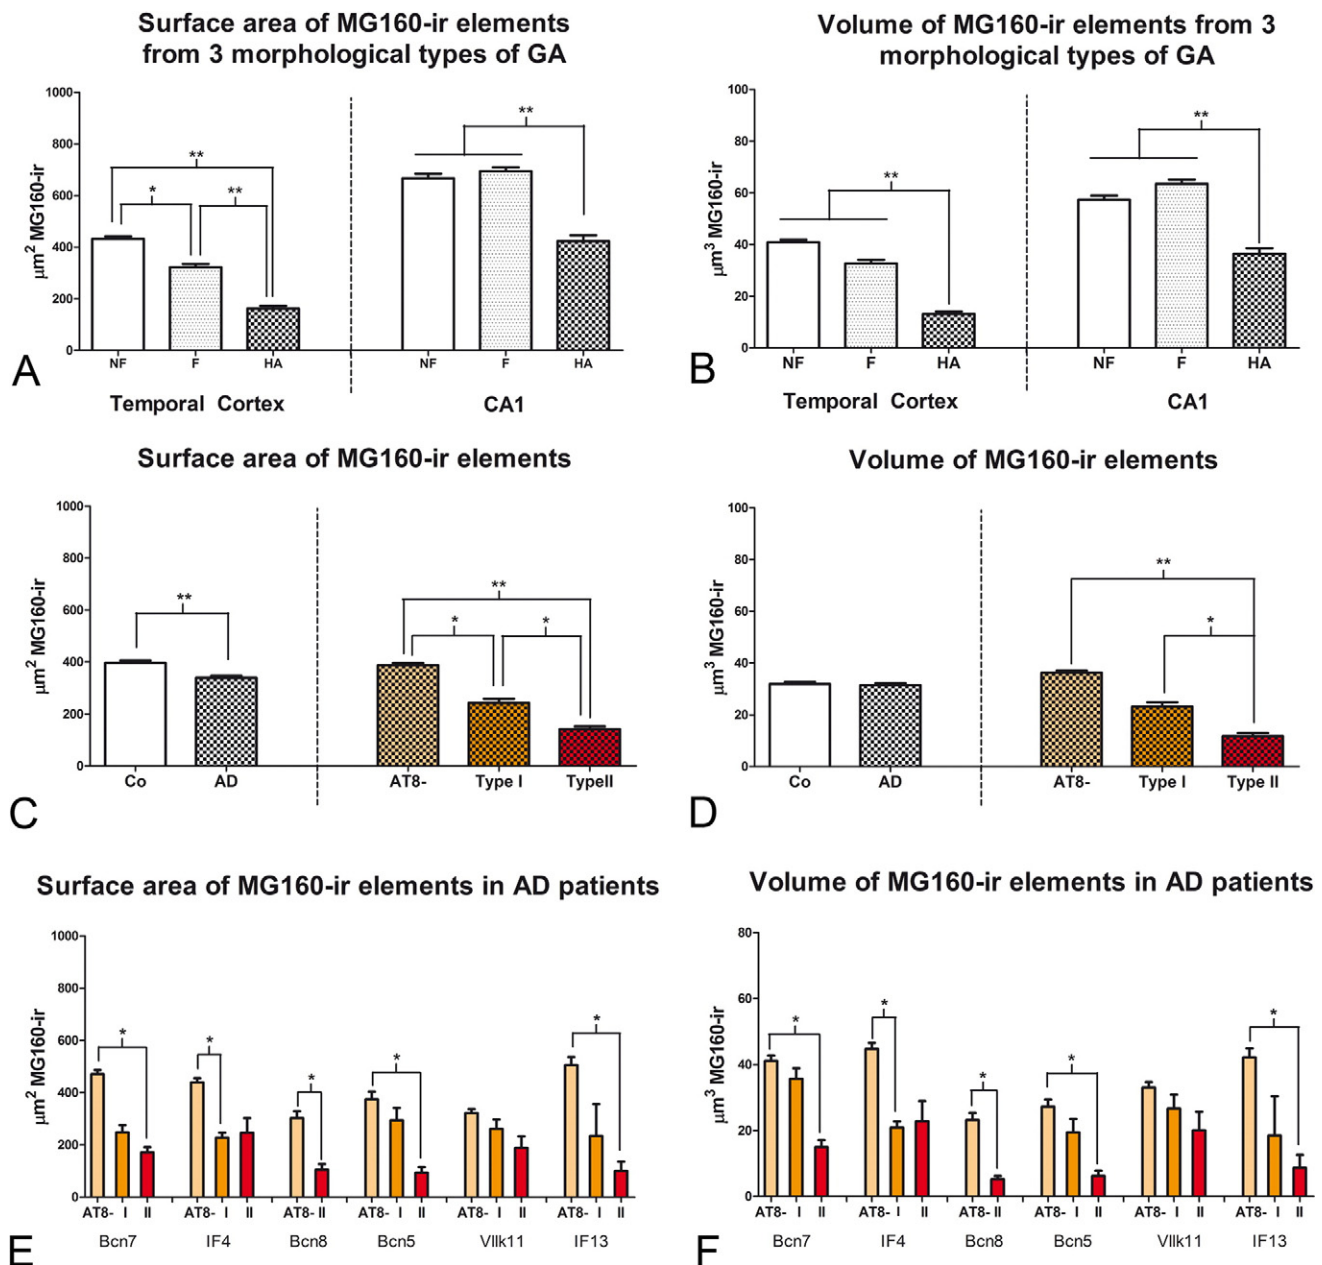 Surface area of MG160-ir elements
from 3 morphological types of GA
μm² MG160-ir
1000
800
600
400
200
0
**
*
**
**
NF F HA NF F HA
Temporal Cortex CA1
A
Volume of MG160-ir elements from 3
morphological types of GA
μm³ MG160-ir
100
80
60
40
20
0
**
**
NF F HA NF F HA
Temporal Cortex CA1
B
Surface area of MG160-ir elements
μm² MG160-ir
1000
800
600
400
200
0
**
**
*
*
Co AD AT8- Type I TypeII
C
Volume of MG160-ir elements
μm³ MG160-ir
100
80
60
40
20
0
**
*
Co AD AT8- Type I Type II
D
Surface area of MG160-ir elements in AD patients
μm² MG160-ir
1000
800
600
400
200
0
*
*
*
*
*
AT8- I II AT8- I II AT8- II AT8- I II AT8- I II AT8- I II
Bcn7 IF4 Bcn8 Bcn5 Vllk11 IF13
E
Volume of MG160-ir elements in AD patients
μm³ MG160-ir
80
60
40
20
0
*
*
*
*
*
AT8- I II AT8- I II AT8- II AT8- I II AT8- I II AT8- I II
Bcn7 IF4 Bcn8 Bcn5 Vllk11 IF13
F